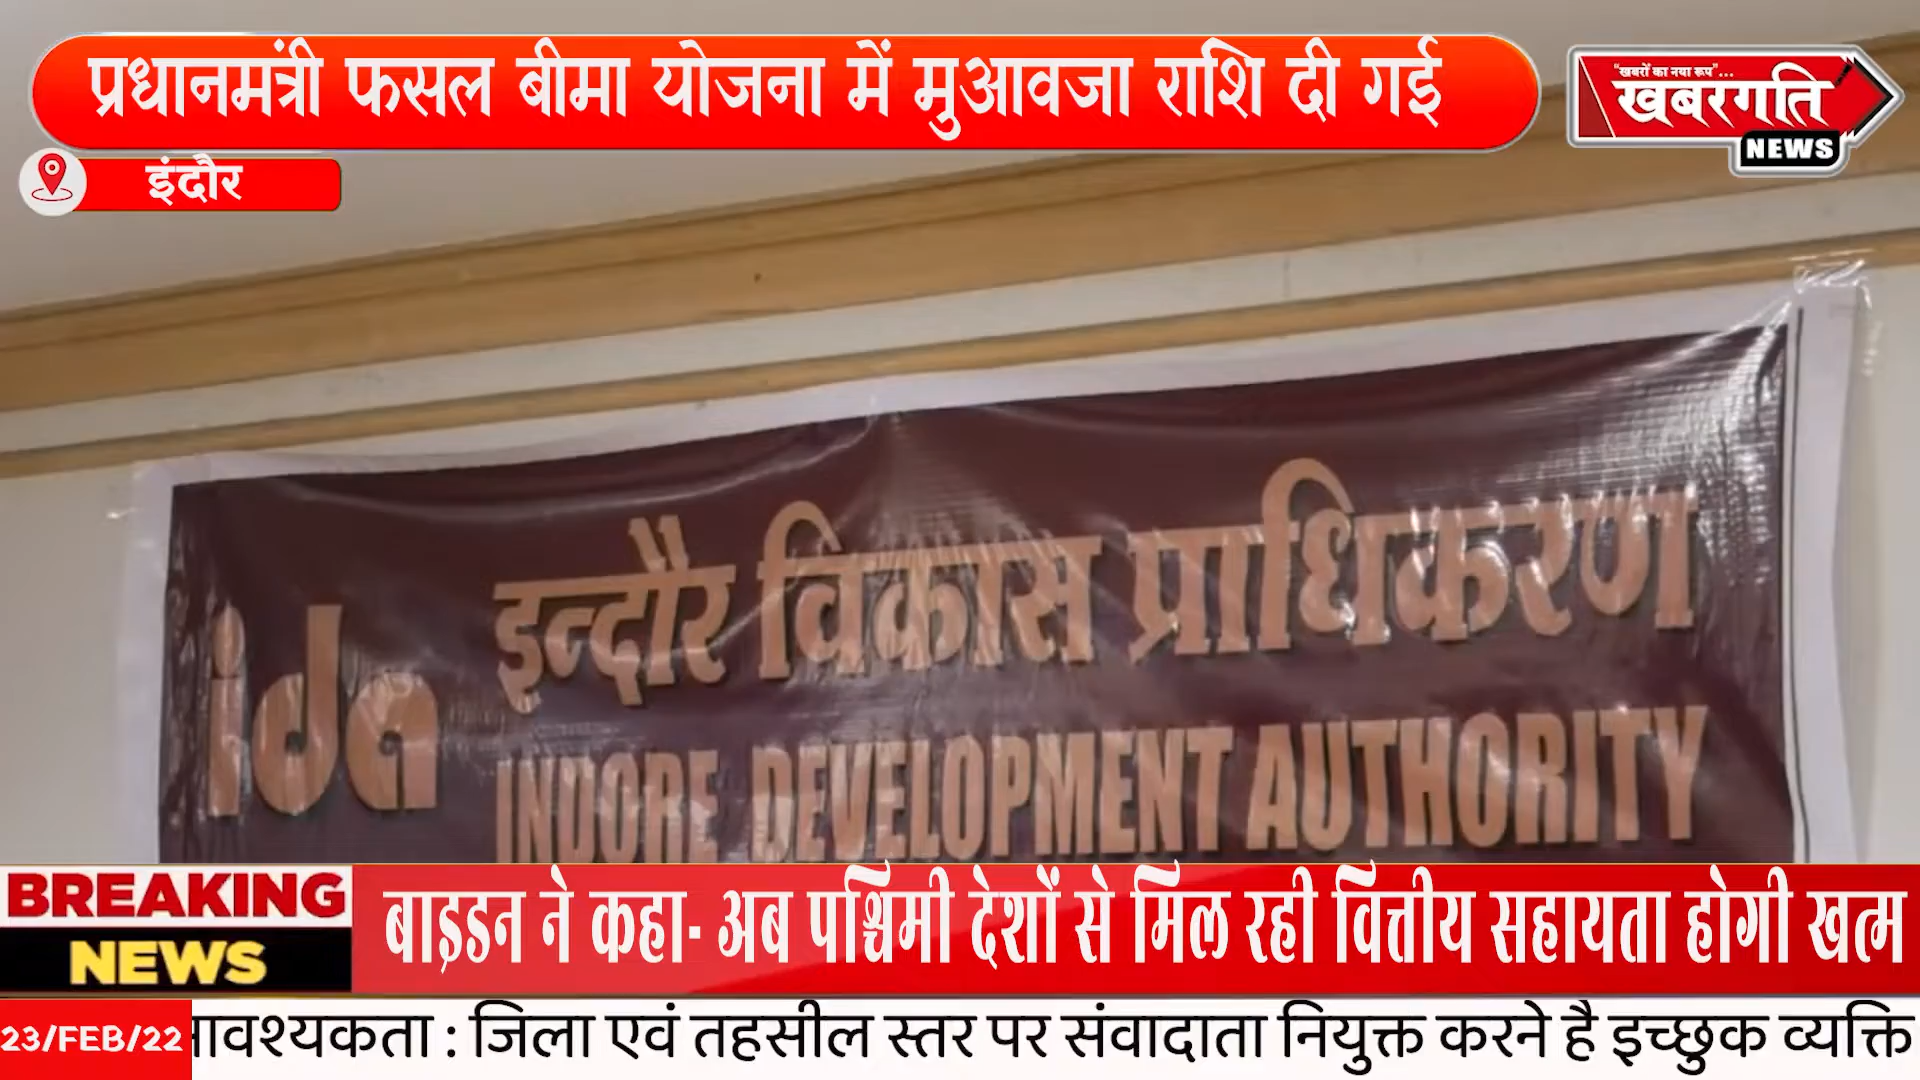 प्रधानमंत्री फसल बीमा योजना में मुआवजा राशि दी गई
"खबरों का नया रूप"...
खबरगति
NEWS
इंदौर
ida
इन्दौर विकास प्राधिकरण
INDORE DEVELOPMENT AUTHORITY
BREAKING
NEWS
बाइडन ने कहा- अब पश्चिमी देशों से मिल रही वित्तीय सहायता होगी खत्म
23/FEB/22
आवश्यकता : जिला एवं तहसील स्तर पर संवादाता नियुक्त करने है इच्छुक व्यक्ति